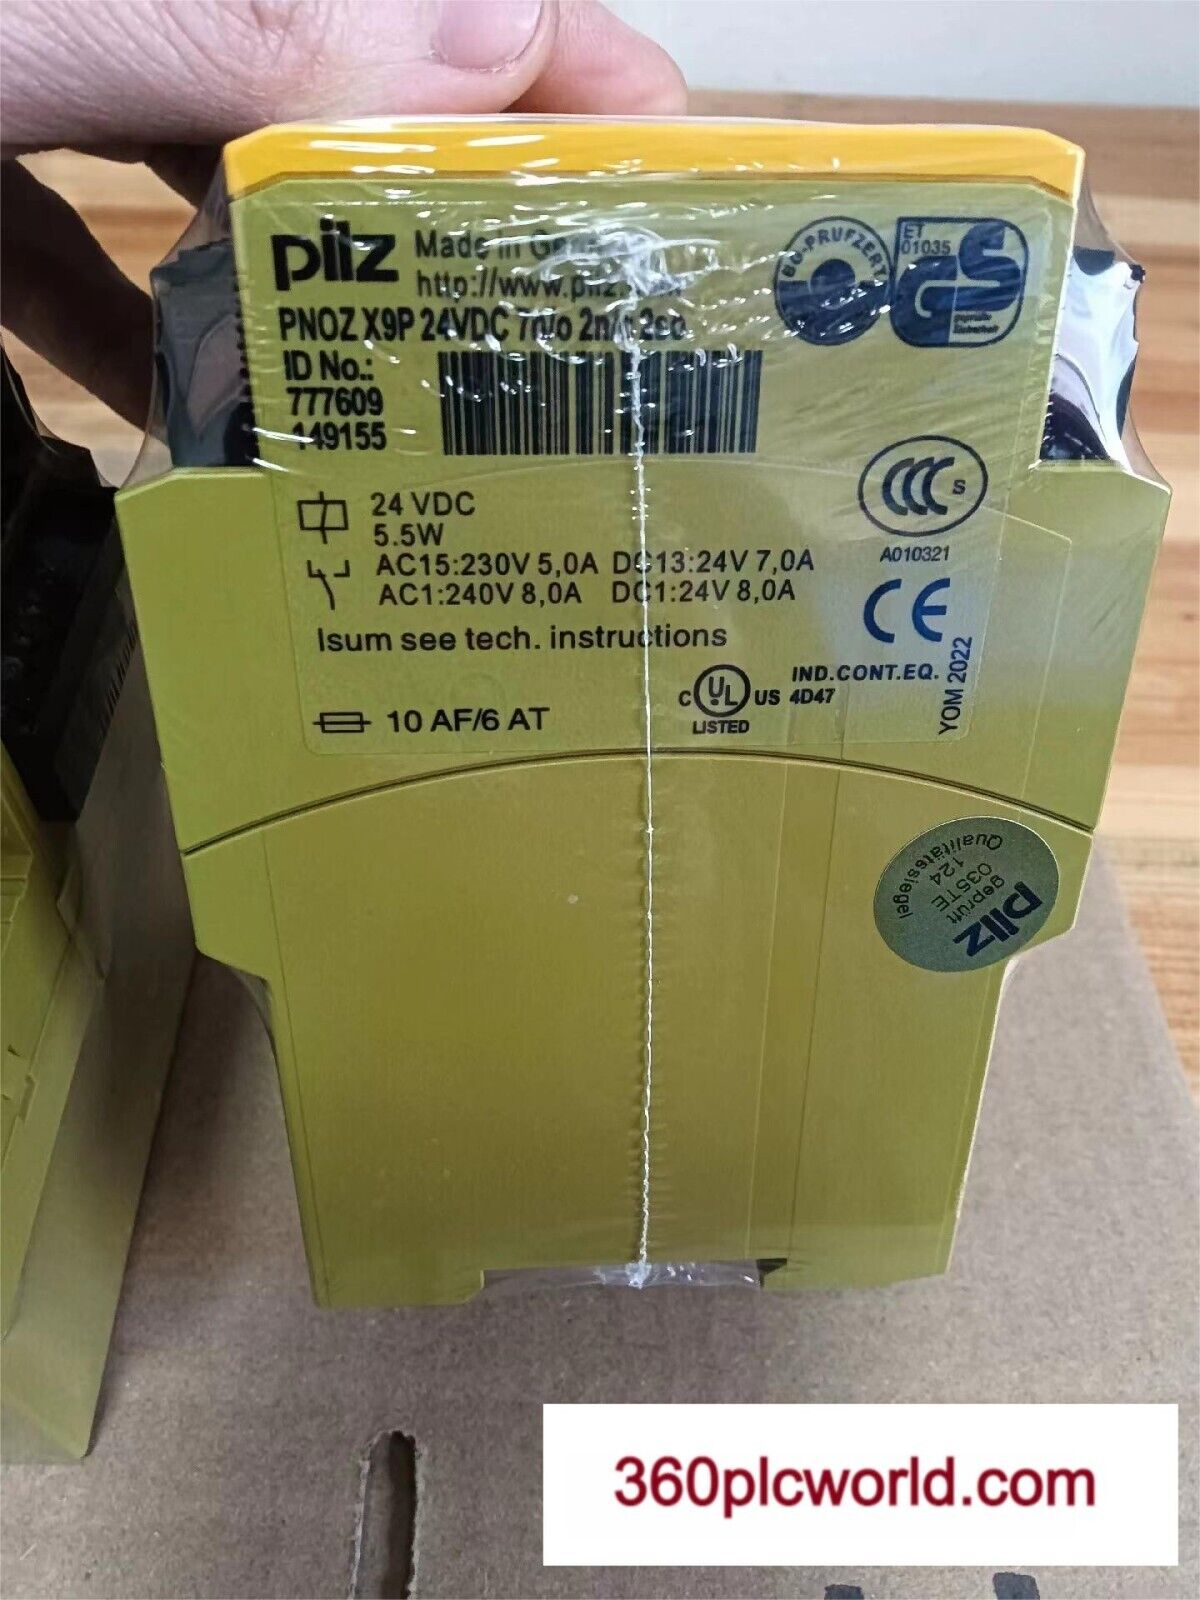 pilz
Made in
http://www.pilz.
BG-PRÜFZERT
ET
01035
GS
geprüfte
Sicherheit
PNOZ X9P 24VDC 7n/o 2n/c 2so
ID No.:
777609
149155
24 VDC
5.5W
AC15:230V 5,0A DC13:24V 7,0A
AC1:240V 8,0A DC1:24V 8,0A
Isum see tech. instructions
10 AF/6 AT
CCC S
A010321
CE
YOM 2022
C UL US
LISTED
IND.CONT.EQ.
4D47
Qualitätssiegel
124
035TE
geprüft
pilz
360plcworld.com